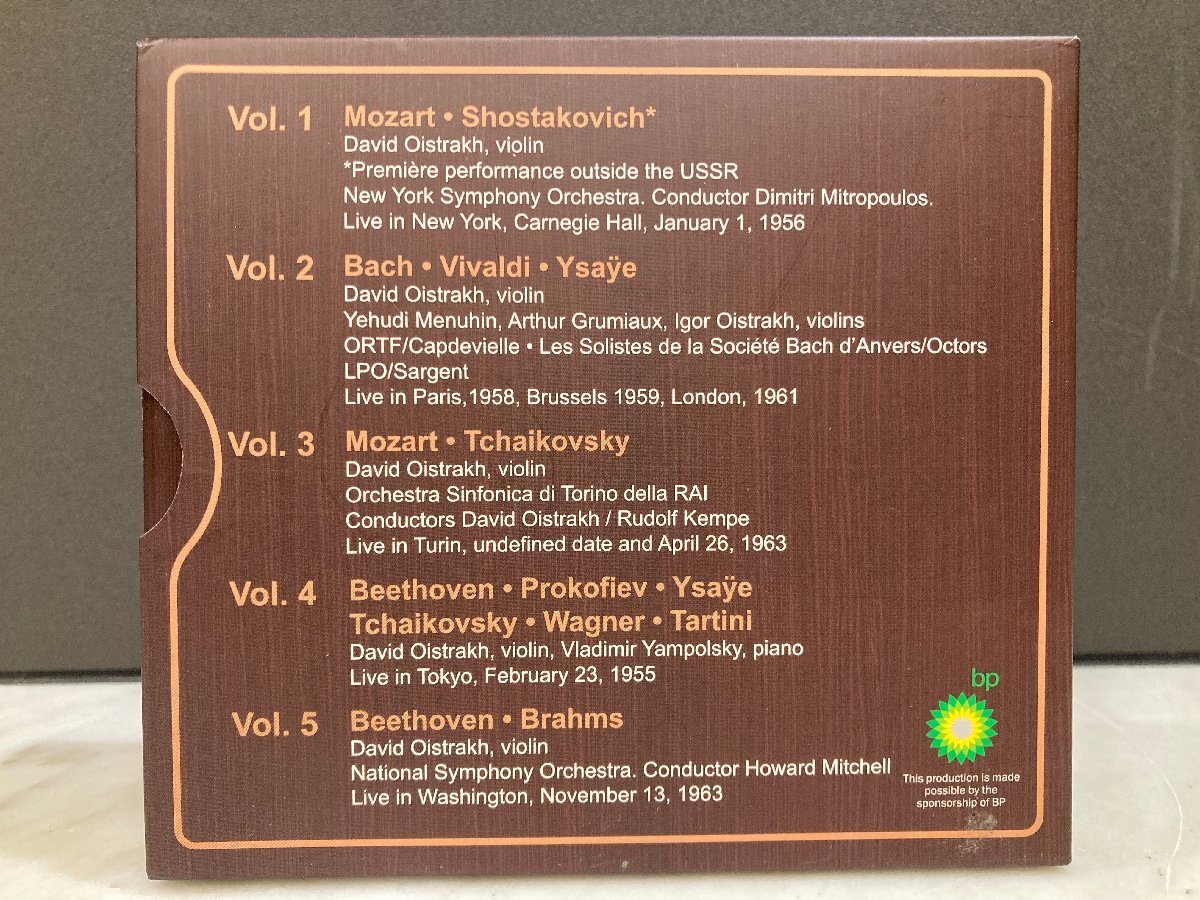 Vol. 1 Mozart • Shostakovich*
David Oistrakh, violin
*Première performance outside the USSR
New York Symphony Orchestra. Conductor Dimitri Mitropoulos.
Live in New York, Carnegie Hall, January 1, 1956
Vol. 2 Bach • Vivaldi • Ysaÿe
David Oistrakh, violin
Yehudi Menuhin, Arthur Grumiaux, Igor Oistrakh, violins
ORTF/Capdevielle • Les Solistes de la Société Bach d'Anvers/Octors
LPO/Sargent
Live in Paris,1958, Brussels 1959, London, 1961
Vol. 3 Mozart • Tchaikovsky
David Oistrakh, violin
Orchestra Sinfonica di Torino della RAI
Conductors David Oistrakh / Rudolf Kempe
Live in Turin, undefined date and April 26, 1963
Vol. 4 Beethoven • Prokofiev • Ysaÿe
Tchaikovsky • Wagner • Tartini
David Oistrakh, violin, Vladimir Yampolsky, piano
Live in Tokyo, February 23, 1955
Vol. 5 Beethoven • Brahms
David Oistrakh, violin
National Symphony Orchestra. Conductor Howard Mitchell
Live in Washington, November 13, 1963
bp
This production is made
possible by the
sponsorship of BP